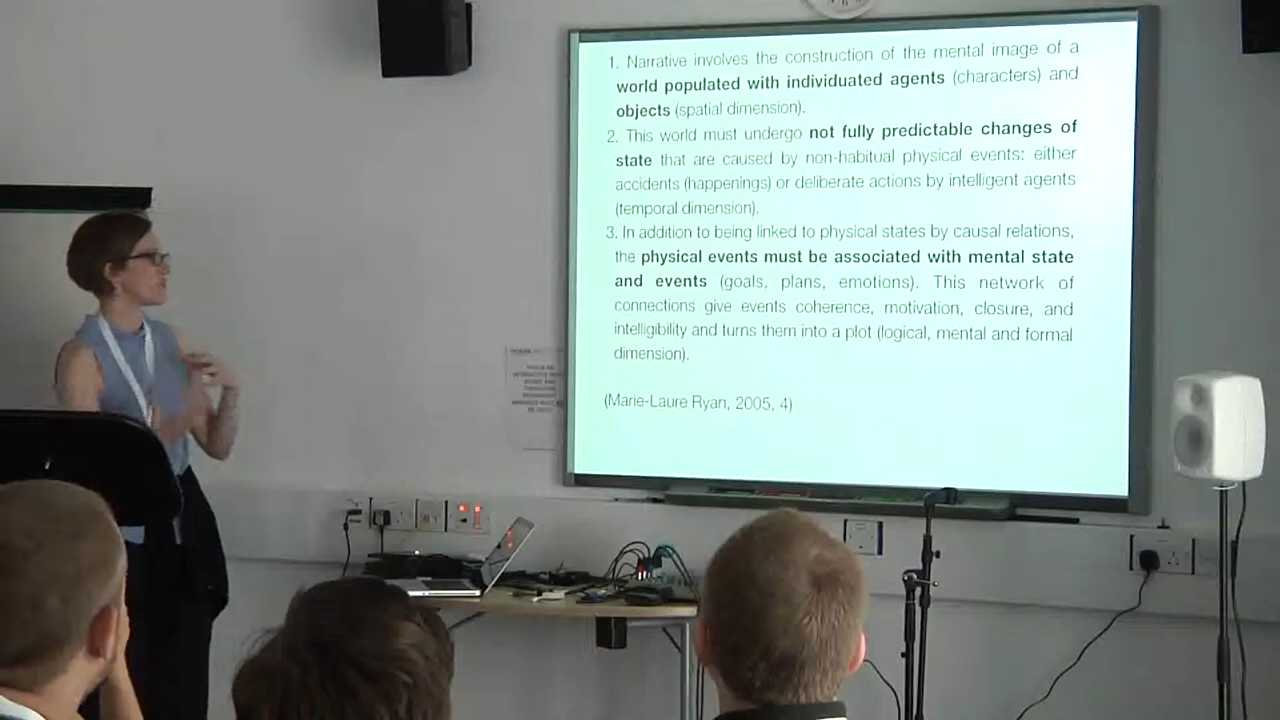 1. Narrative involves the construction of the mental image of a
world populated with individuated agents (characters) and
objects (spatial dimension).
2. This world must undergo not fully predictable changes of
state that are caused by non-habitual physical events: either
accidents (happenings) or deliberate actions by intelligent agents
(temporal dimension).
3. In addition to being linked to physical states by causal relations,
the physical events must be associated with mental state
and events (goals, plans, emotions). This network of
connections give events coherence, motivation, closure, and
intelligibility and turns them into a plot (logical, mental and formal
dimension).
(Marie-Laure Ryan, 2005, 4)